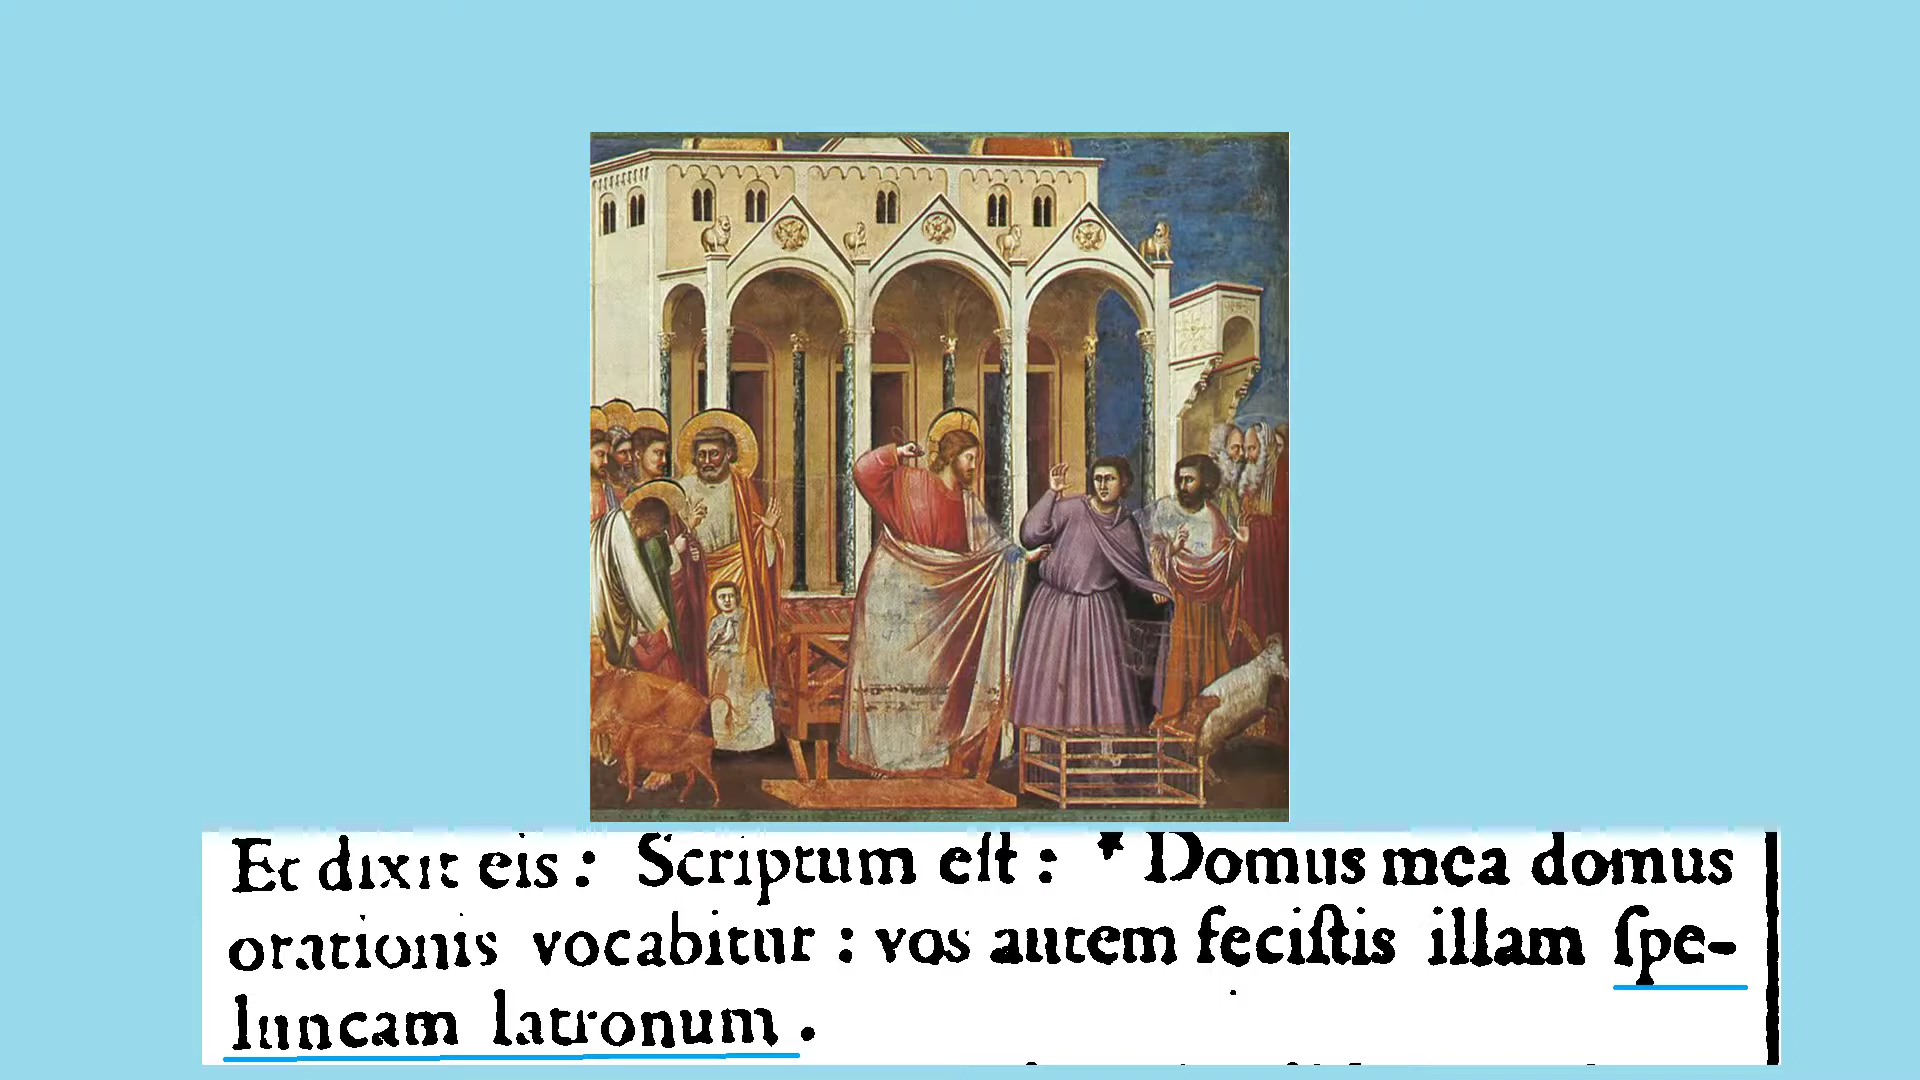 Et dixit eis: Scriptum eſt: * Domus mea domus
orationis vocabitur: vos autem feciſtis illam ſpe-
luncam latronum.